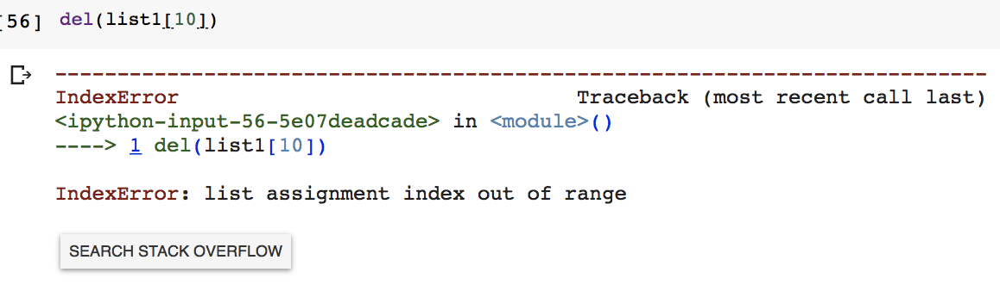 [56] del(list1[10])
--------------------------------------------------------------------------
IndexError Traceback (most recent call last)
<ipython-input-56-5e07deadcade> in <module>()
----> 1 del(list1[10])
IndexError: list assignment index out of range
SEARCH STACK OVERFLOW